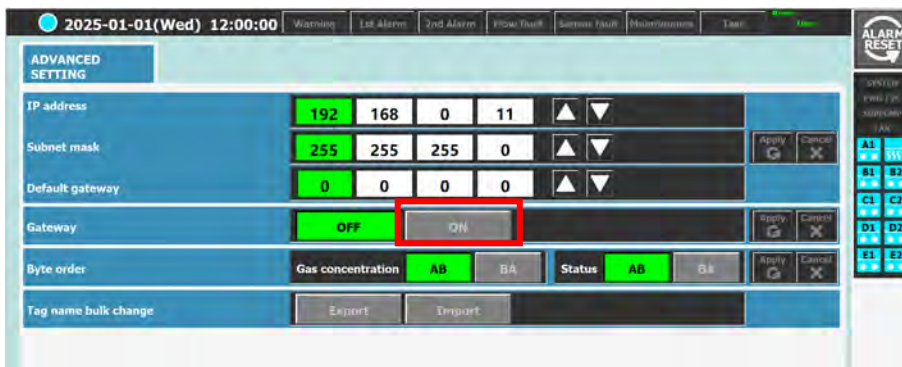 2025-01-01(Wed) 12:00:00 Warning 1st Alarm 2nd Alarm Flow Fault Sensor Fault Maintenance Test
ALARM RESET
ADVANCED
SETTING
IP address 192 168 0 11
Subnet mask 255 255 255 0 Apply Cancel
Default gateway 0 0 0 0
Gateway OFF ON Apply Cancel
Byte order Gas concentration AB BA Status AB BA Apply Cancel
Tag name bulk change Export Import
SYSTEM
FAN
A1
B1 B2
C1 C2
D1 D2
E1 E2